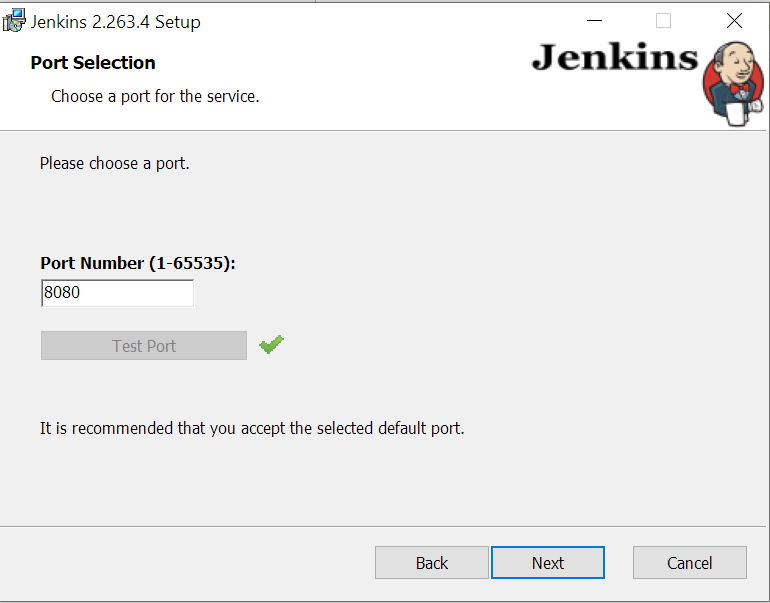 Jenkins 2.263.4 Setup
Port Selection
Jenkins
Choose a port for the service.
Please choose a port.
Port Number (1-65535):
8080
Test Port
It is recommended that you accept the selected default port.
Back
Next
Cancel